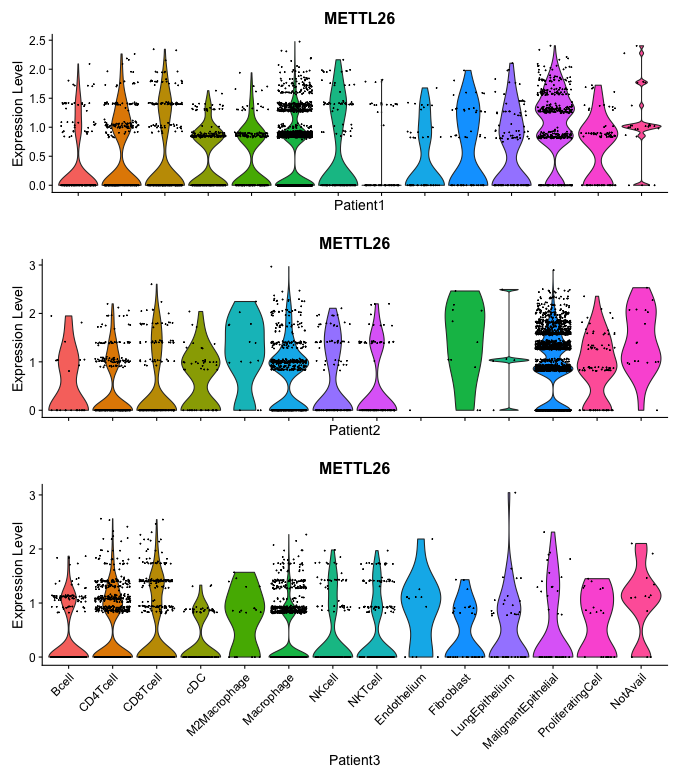 METTL26
Expression Level
2.5
2.0
1.5
1.0
0.5
0.0
Patient1
METTL26
Expression Level
3
2
1
0
Patient2
METTL26
Expression Level
3
2
1
0
Bcell
CD4Tcell
CD8Tcell
cDC
M2Macrophage
Macrophage
NKcell
NKTcell
Endothelium
Fibroblast
LungEpithelium
MalignantEpithelial
ProliferatingCell
NotAvail
Patient3